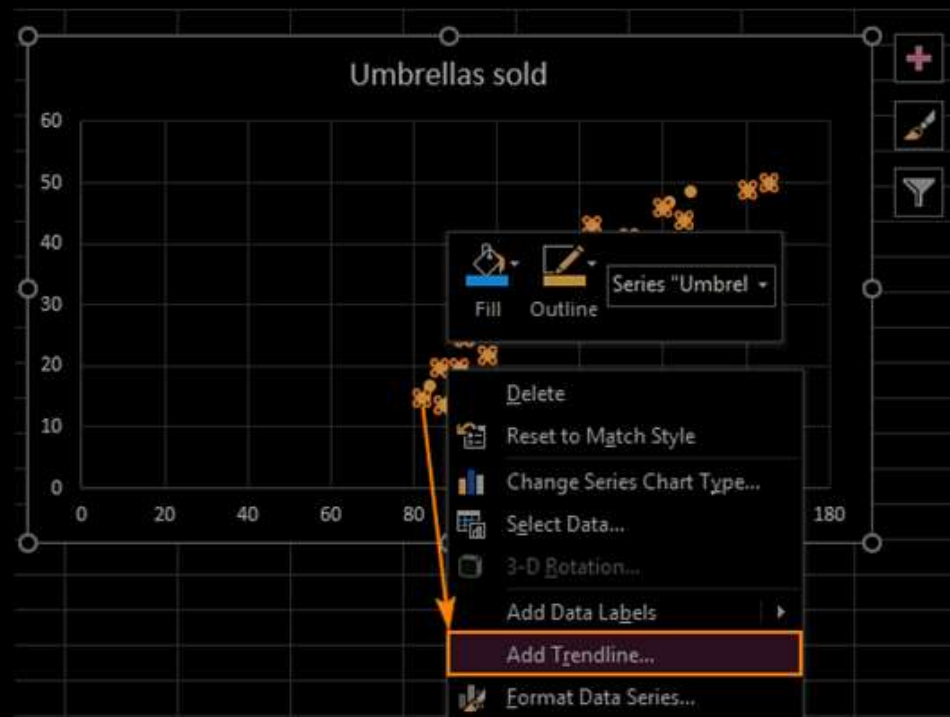 Umbrellas sold
60
50
40
30
20
10
0
0 20 40 60 80 180
Fill Outline Series "Umbrel
Delete
Reset to Match Style
Change Series Chart Type...
Select Data...
3-D Rotation...
Add Data Labels
Add Trendline...
Format Data Series...